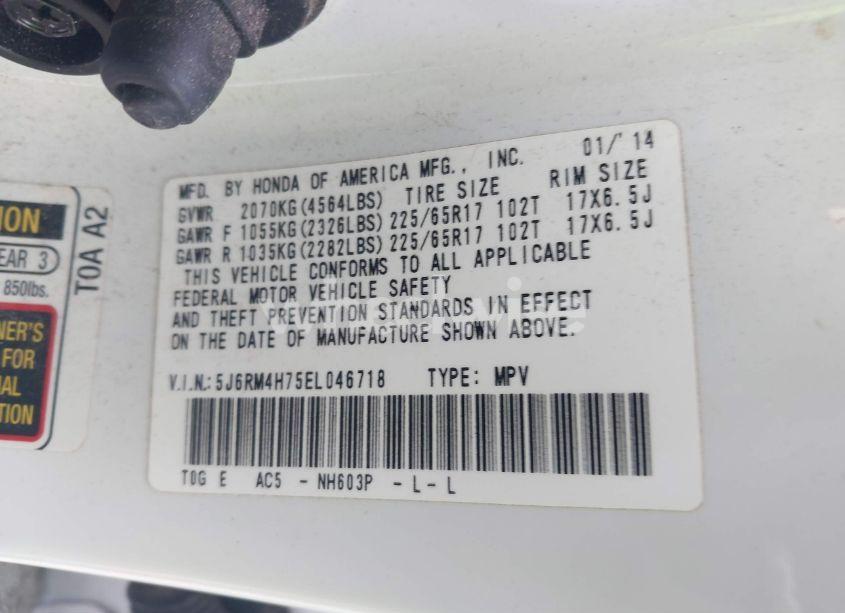 MFD. BY HONDA OF AMERICA MFG., INC. 01/'14
GVWR 2070KG(4564LBS) TIRE SIZE RIM SIZE
GAWR F 1055KG(2326LBS) 225/65R17 102T 17X6.5J
GAWR R 1035KG(2282LBS) 225/65R17 102T 17X6.5J
THIS VEHICLE CONFORMS TO ALL APPLICABLE
FEDERAL MOTOR VEHICLE SAFETY
AND THEFT PREVENTION STANDARDS IN EFFECT
ON THE DATE OF MANUFACTURE SHOWN ABOVE.
V.I.N.: 5J6RM4H75EL046718 TYPE: MPV
T0G E AC5 - NH603P - L - L
T0A A2
850lbs.
FOR